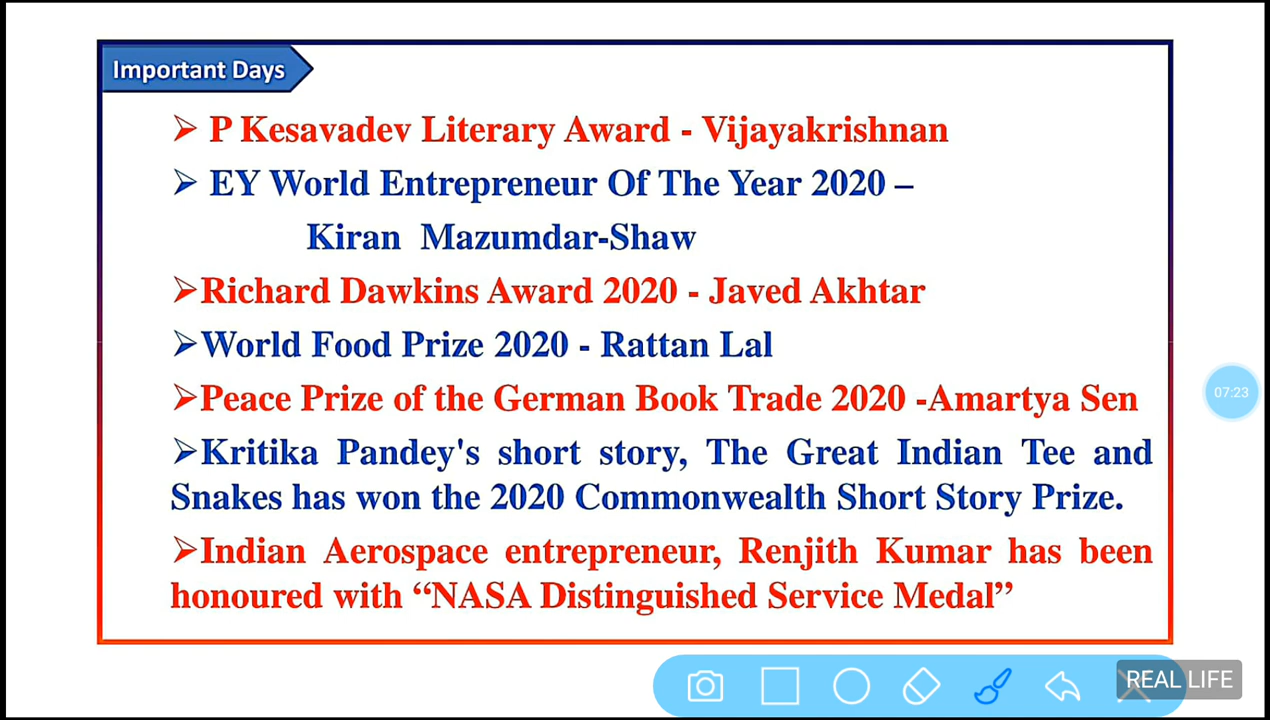 Important Days
P Kesavadev Literary Award - Vijayakrishnan
EY World Entrepreneur Of The Year 2020 –
Kiran Mazumdar-Shaw
Richard Dawkins Award 2020 - Javed Akhtar
World Food Prize 2020 - Rattan Lal
Peace Prize of the German Book Trade 2020 -Amartya Sen
Kritika Pandey's short story, The Great Indian Tee and
Snakes has won the 2020 Commonwealth Short Story Prize.
Indian Aerospace entrepreneur, Renjith Kumar has been
honoured with “NASA Distinguished Service Medal”
07:23
REAL LIFE